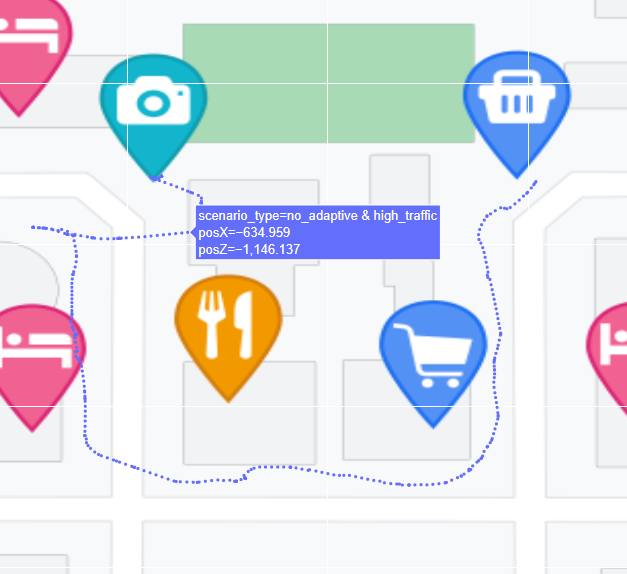 scenario_type=no_adaptive & high_traffic
posX=−634.959
posZ=−1,146.137